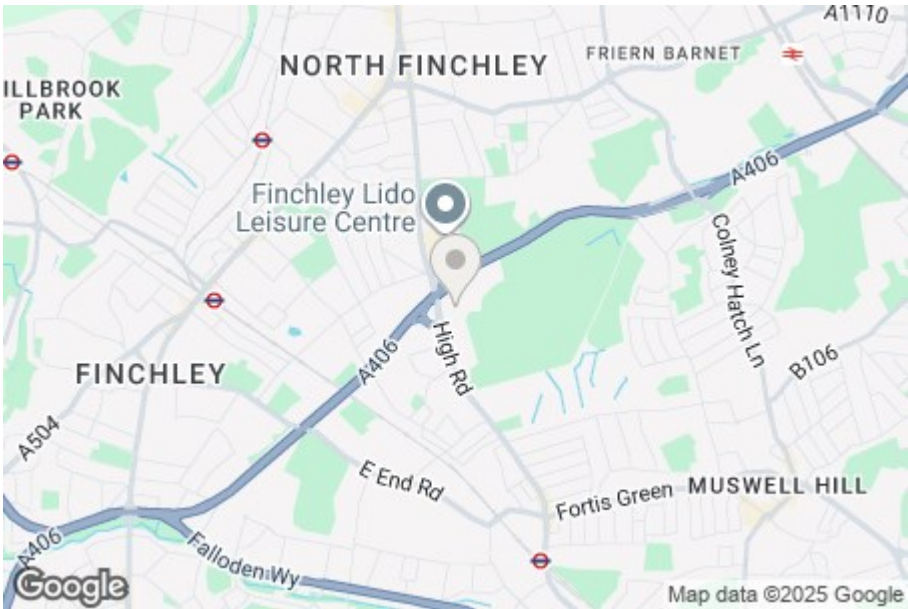 A1110
NORTH FINCHLEY
FRIERN BARNET
ILLBROOK
PARK
A406
Finchley Lido
Leisure Centre
Colney Hatch Ln
High Rd
A406
B106
FINCHLEY
A504
E End Rd
Fortis Green
MUSWELL HILL
A406
Falloden Wy
Google
Map data ©2025 Google